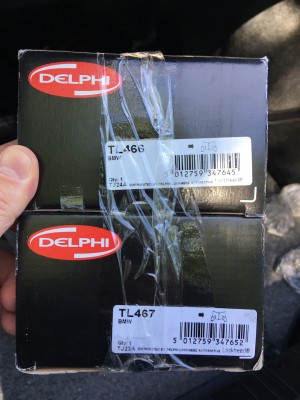 DELPHI
TL466
BMW
5 012759 347645
Qty: 1
DELPHI
TL467
BMW
5 012759 347652
Qty: 1